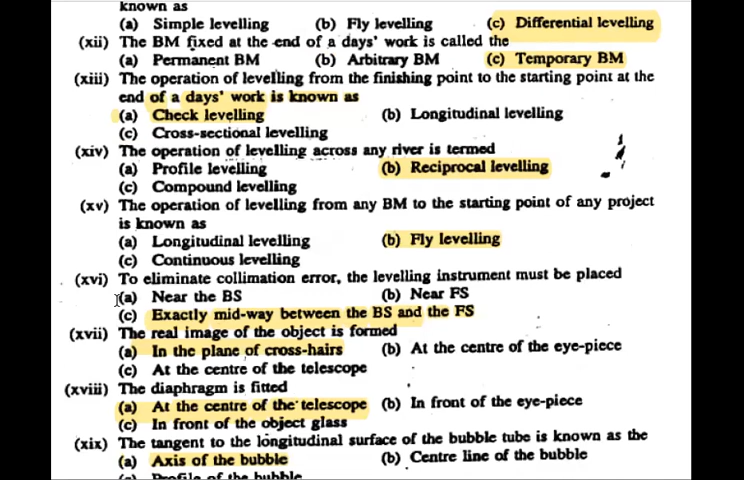 known as
(a) Simple levelling (b) Fly levelling (c) Differential levelling
(xii) The BM fixed at the end of a days' work is called the
(a) Permanent BM (b) Arbitrary BM (c) Temporary BM
(xiii) The operation of levelling from the finishing point to the starting point at the
end of a days' work is known as
(a) Check levelling (b) Longitudinal levelling
(c) Cross-sectional levelling
(xiv) The operation of levelling across any river is termed
(a) Profile levelling (b) Reciprocal levelling
(c) Compound levelling
(xv) The operation of levelling from any BM to the starting point of any project
is known as
(a) Longitudinal levelling (b) Fly levelling
(c) Continuous levelling
(xvi) To eliminate collimation error, the levelling instrument must be placed
(a) Near the BS (b) Near FS
(c) Exactly mid-way between the BS and the FS
(xvii) The real image of the object is formed
(a) In the plane of cross-hairs (b) At the centre of the eye-piece
(c) At the centre of the telescope
(xviii) The diaphragm is fitted
(a) At the centre of the telescope (b) In front of the eye-piece
(c) In front of the object glass
(xix) The tangent to the longitudinal surface of the bubble tube is known as the
(a) Axis of the bubble (b) Centre line of the bubble
(c) Profile of the bubble